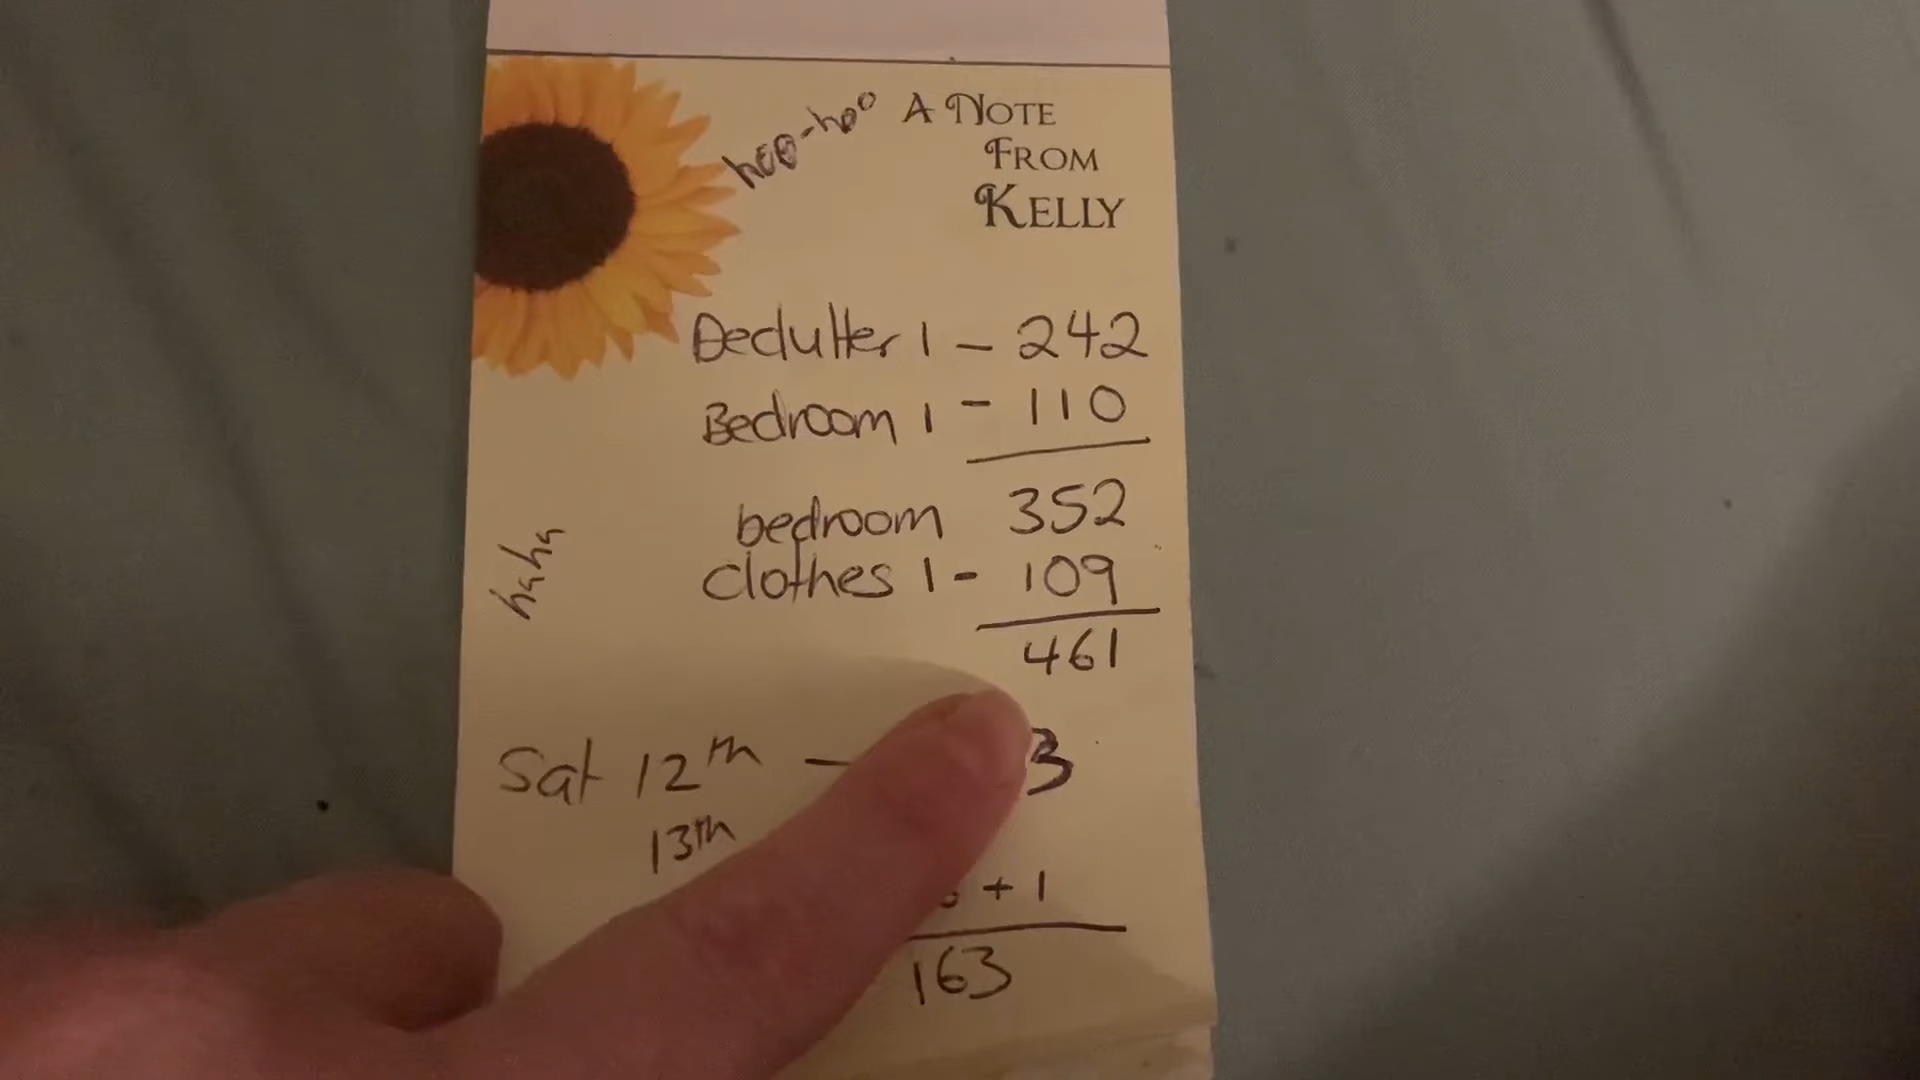 hoo-hoo
A NOTE
FROM
KELLY
Declutter 1 - 242
Bedroom 1 - 110
bedroom 352
clothes 1 - 109
461
haha
Sat 12th - 3
13th
+ 1
163